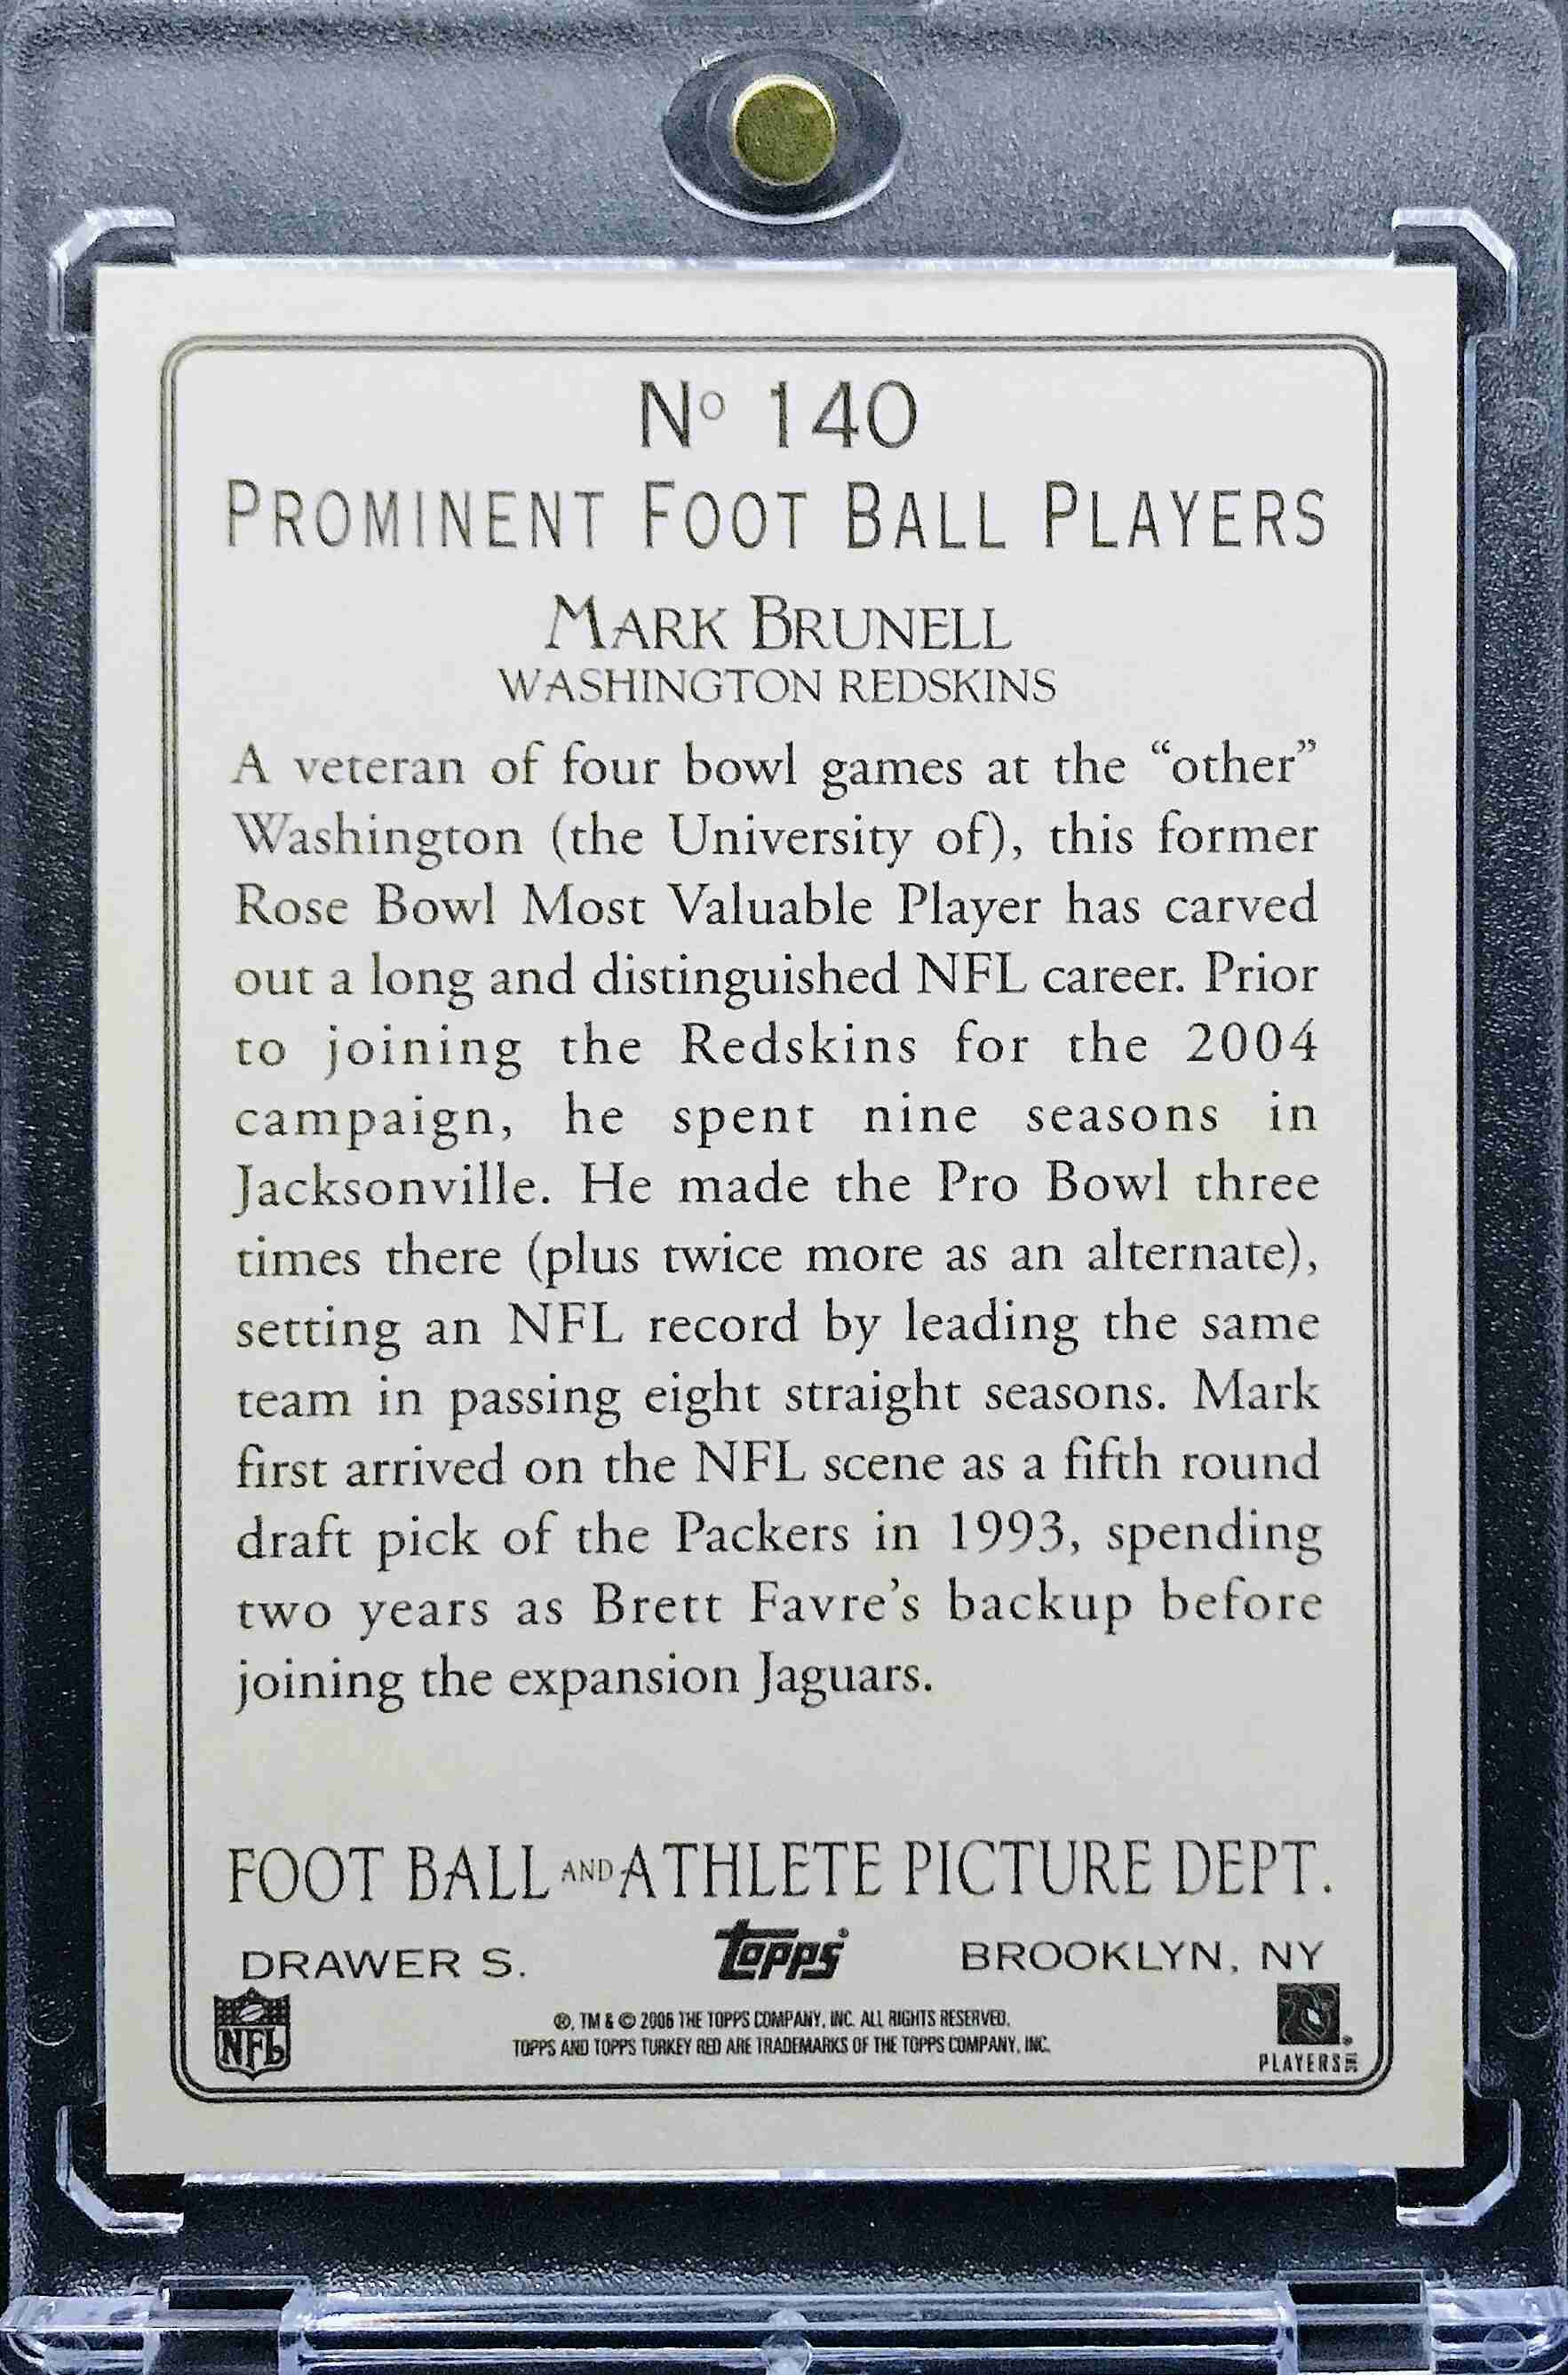 Nº 140
PROMINENT FOOT BALL PLAYERS
MARK BRUNELL
WASHINGTON REDSKINS
A veteran of four bowl games at the “other”
Washington (the University of), this former
Rose Bowl Most Valuable Player has carved
out a long and distinguished NFL career. Prior
to joining the Redskins for the 2004
campaign, he spent nine seasons in
Jacksonville. He made the Pro Bowl three
times there (plus twice more as an alternate),
setting an NFL record by leading the same
team in passing eight straight seasons. Mark
first arrived on the NFL scene as a fifth round
draft pick of the Packers in 1993, spending
two years as Brett Favre’s backup before
joining the expansion Jaguars.
FOOT BALL AND ATHLETE PICTURE DEPT.
DRAWER S. topps BROOKLYN, NY
NFL
®, TM & © 2006 THE TOPPS COMPANY, INC. ALL RIGHTS RESERVED.
TOPPS AND TOPPS TURKEY RED ARE TRADEMARKS OF THE TOPPS COMPANY, INC.
PLAYERS